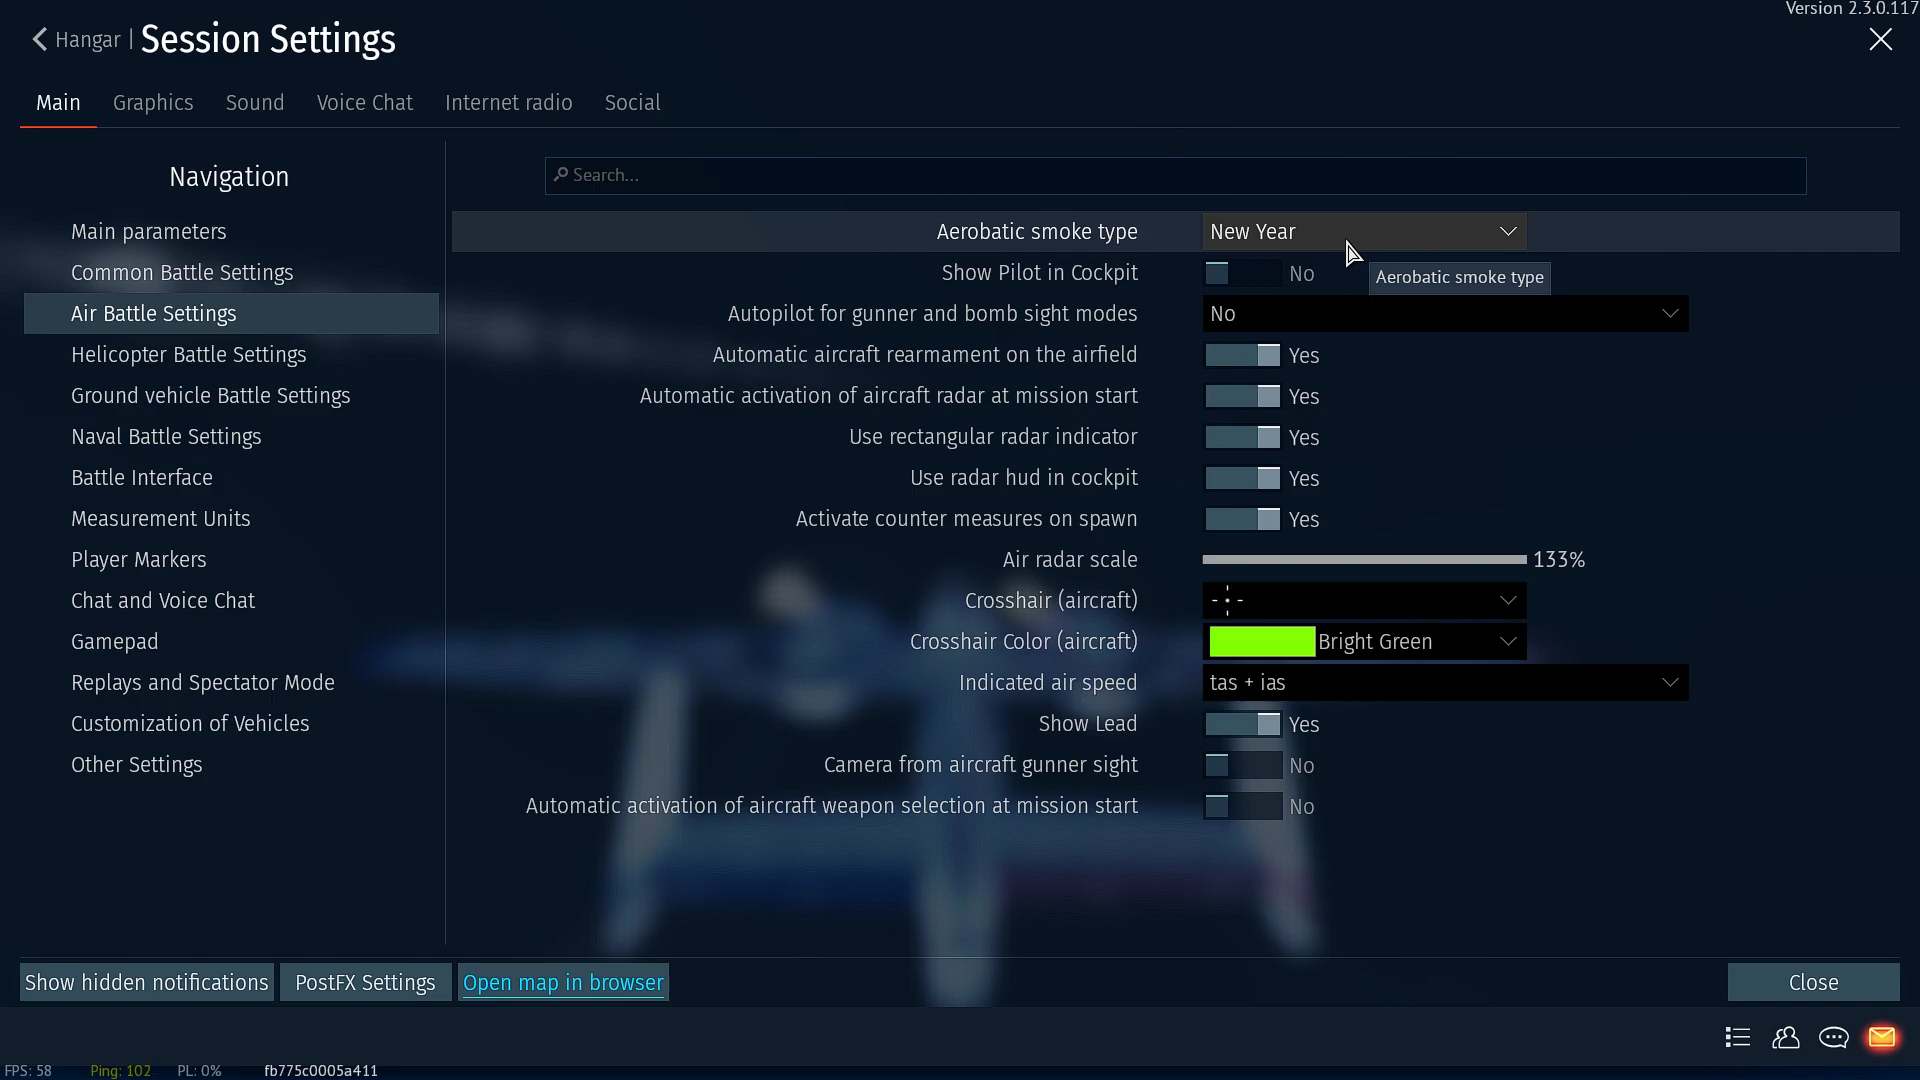 Version 2.3.0.117
Hangar | Session Settings
Main Graphics Sound Voice Chat Internet radio Social
Navigation
Main parameters
Common Battle Settings
Air Battle Settings
Helicopter Battle Settings
Ground vehicle Battle Settings
Naval Battle Settings
Battle Interface
Measurement Units
Player Markers
Chat and Voice Chat
Gamepad
Replays and Spectator Mode
Customization of Vehicles
Other Settings
Search...
Aerobatic smoke type New Year
Show Pilot in Cockpit No
Aerobatic smoke type
Autopilot for gunner and bomb sight modes No
Automatic aircraft rearmament on the airfield Yes
Automatic activation of aircraft radar at mission start Yes
Use rectangular radar indicator Yes
Use radar hud in cockpit Yes
Activate counter measures on spawn Yes
Air radar scale 133%
Crosshair (aircraft)
Crosshair Color (aircraft) Bright Green
Indicated air speed tas + ias
Show Lead Yes
Camera from aircraft gunner sight No
Automatic activation of aircraft weapon selection at mission start No
Show hidden notifications PostFX Settings Open map in browser Close
FPS: 58 Ping: 102 PL: 0% fb775c0005a411